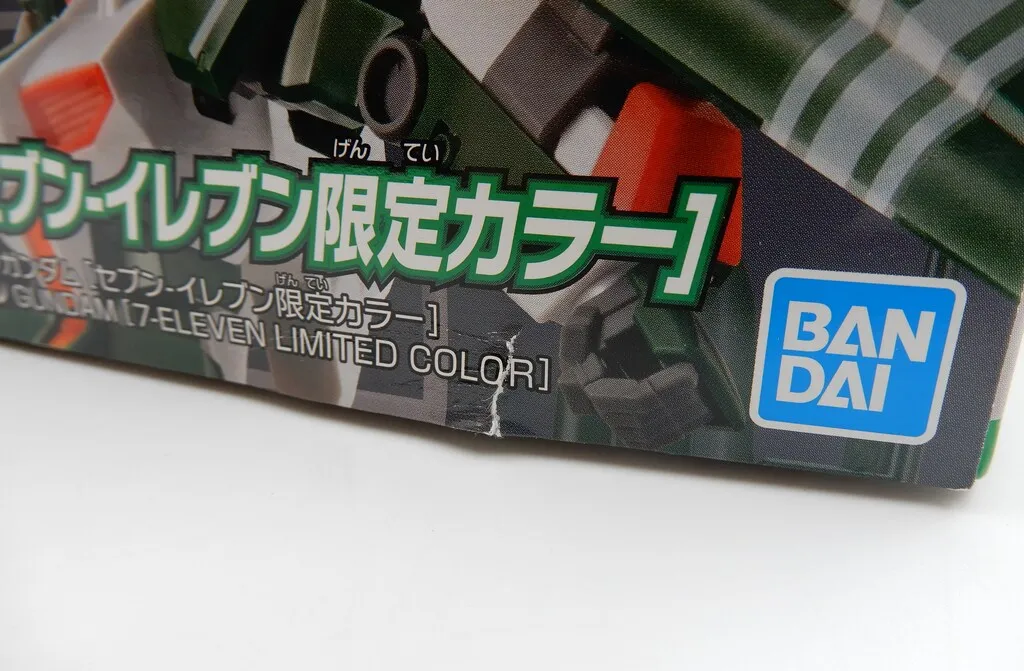 げんてい
ブン-イレブン限定カラー]
げんてい
ガンダム [セブン-イレブン限定カラー]
GUNDAM [7-ELEVEN LIMITED COLOR]
BAN
DAI